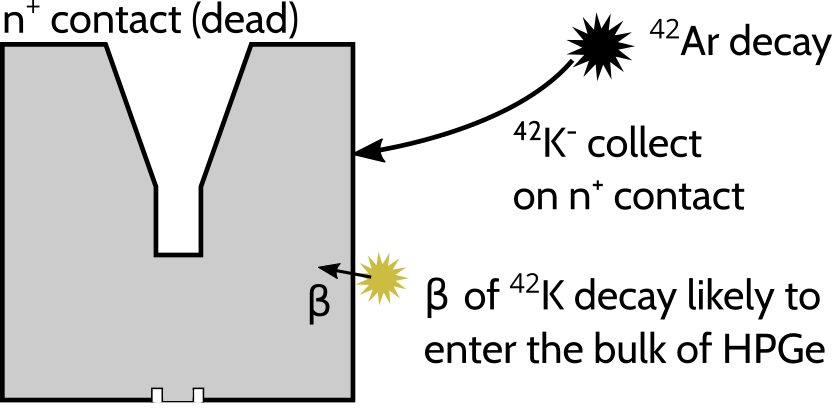 n⁺ contact (dead)
⁴²Ar decay
⁴²K⁻ collect
on n⁺ contact
β
β of ⁴²K decay likely to
enter the bulk of HPGe